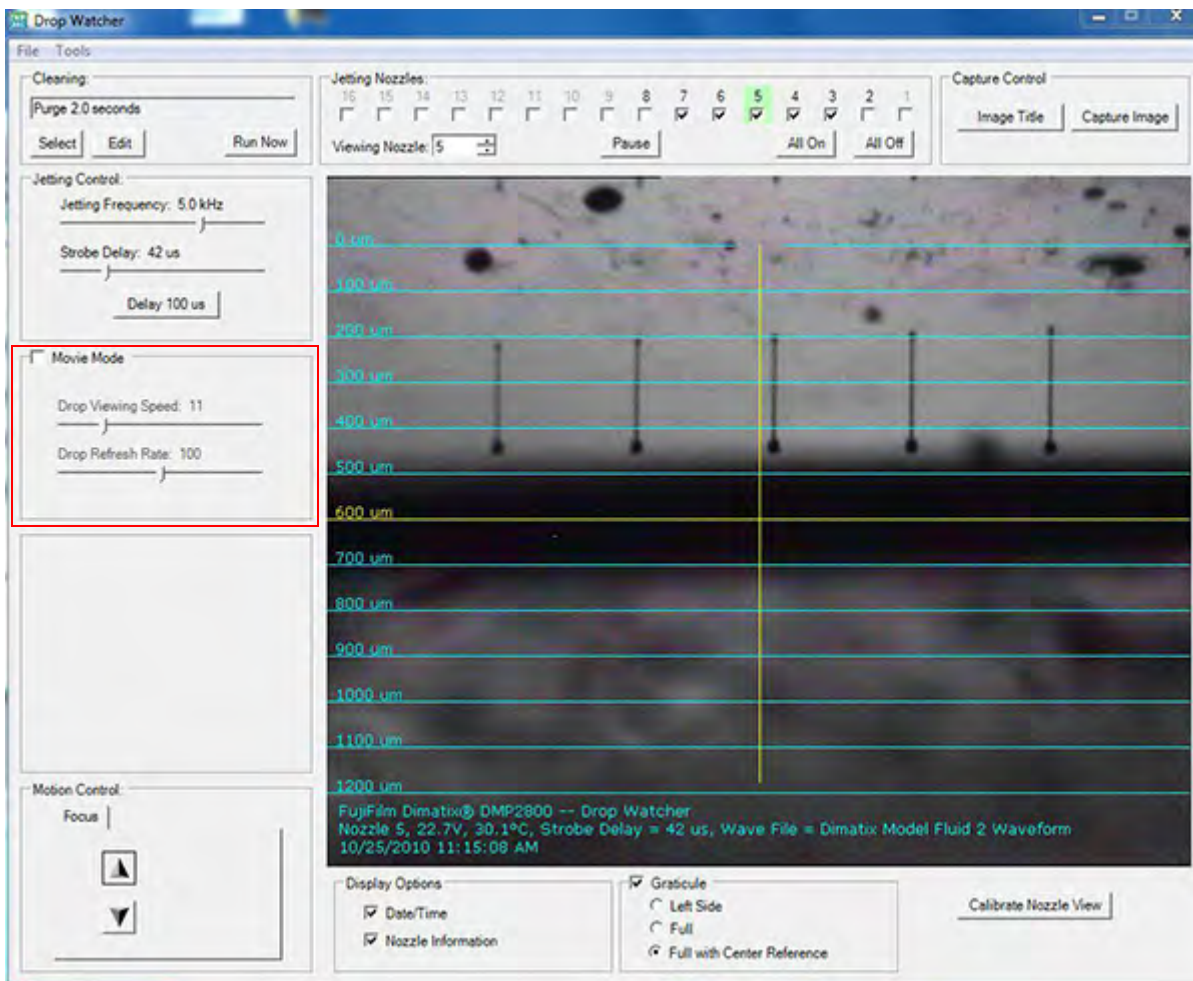 Drop Watcher
File Tools
Cleaning:
Purge 2.0 seconds
Select Edit Run Now
Jetting Nozzles:
16 15 14 13 12 11 10 9 8 7 6 5 4 3 2 1
Viewing Nozzle: 5 Pause All On All Off
Capture Control
Image Title Capture Image
Jetting Control:
Jetting Frequency: 5.0 kHz
Strobe Delay: 42 us
Delay 100 us
Movie Mode
Drop Viewing Speed: 11
Drop Refresh Rate: 100
0 um
100 um
200 um
300 um
400 um
500 um
600 um
700 um
800 um
900 um
1000 um
1100 um
1200 um
FujiFilm Dimatix® DMP2800 -- Drop Watcher
Nozzle 5, 22.7V, 30.1ºC, Strobe Delay = 42 us, Wave File = Dimatix Model Fluid 2 Waveform
10/25/2010 11:15:08 AM
Motion Control:
Focus
Display Options
Date/Time
Nozzle Information
Graticule
Left Side
Full
Full with Center Reference
Calibrate Nozzle View